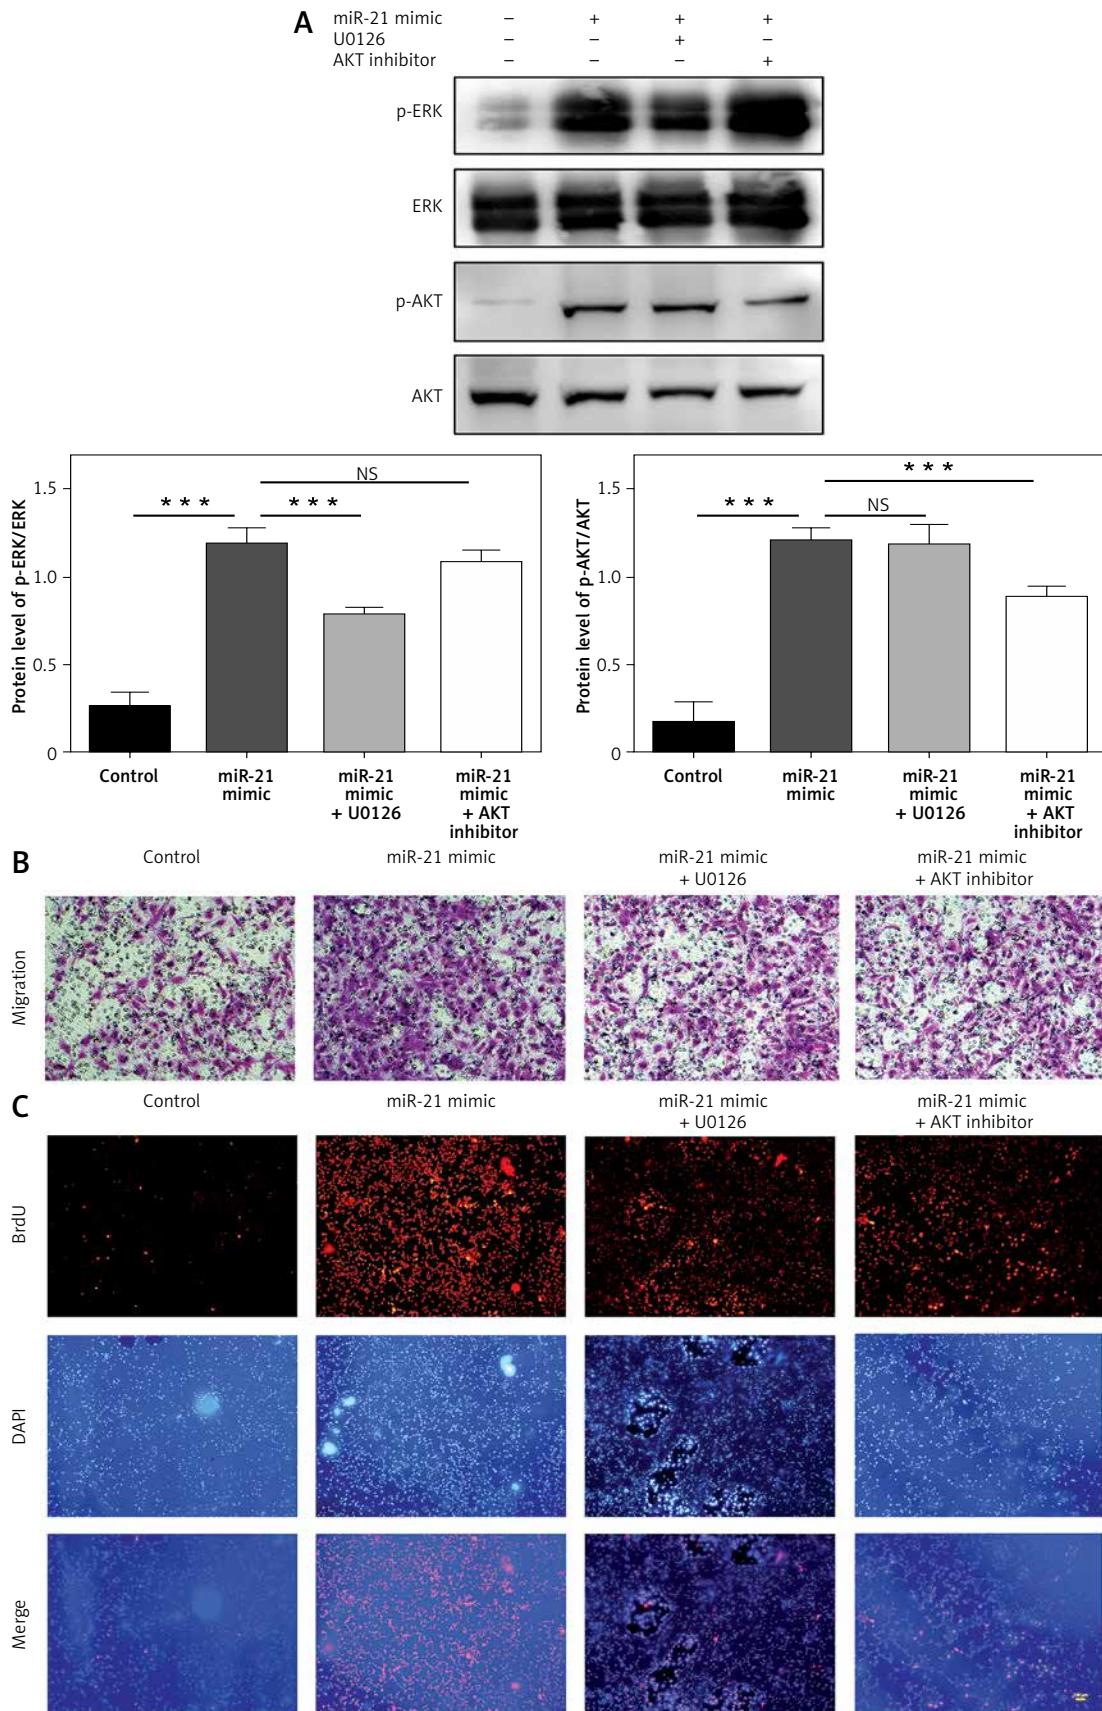 A
miR-21 mimic – + + +
U0126 – – + –
AKT inhibitor – – – +
p-ERK
ERK
p-AKT
AKT
Protein level of p-ERK/ERK
1.5
1.0
0.5
0
*** *** NS
Control
miR-21 mimic
miR-21 mimic + U0126
miR-21 mimic + AKT inhibitor
Protein level of p-AKT/AKT
1.5
1.0
0.5
0
*** NS ***
Control
miR-21 mimic
miR-21 mimic + U0126
miR-21 mimic + AKT inhibitor
B
Control
miR-21 mimic
miR-21 mimic
+ U0126
miR-21 mimic
+ AKT inhibitor
Migration
C
Control
miR-21 mimic
miR-21 mimic
+ U0126
miR-21 mimic
+ AKT inhibitor
BrdU
DAPI
Merge